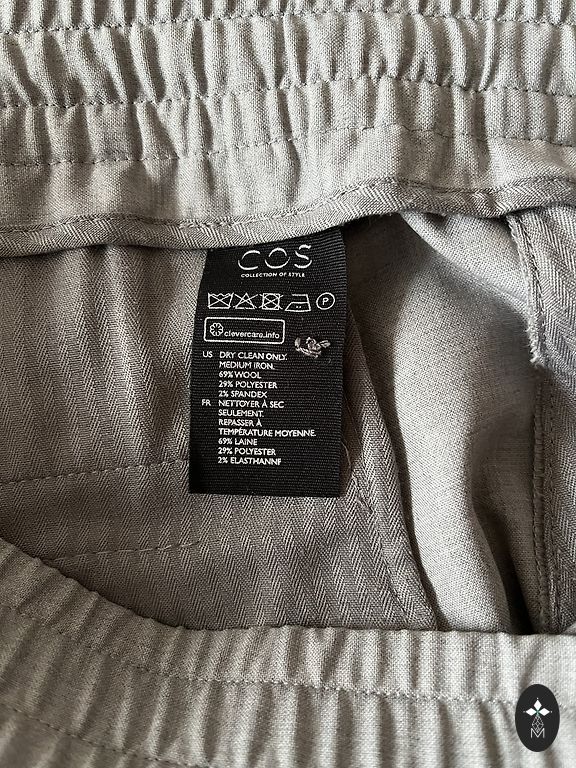 COS
COLLECTION OF STYLE
P
clevercare.info
US DRY CLEAN ONLY.
MEDIUM IRON.
69% WOOL
29% POLYESTER
2% SPANDEX
FR NETTOYER À SEC
SEULEMENT.
REPASSER À
TEMPÉRATURE MOYENNE.
69% LAINE
29% POLYESTER
2% ELASTHANNE
M